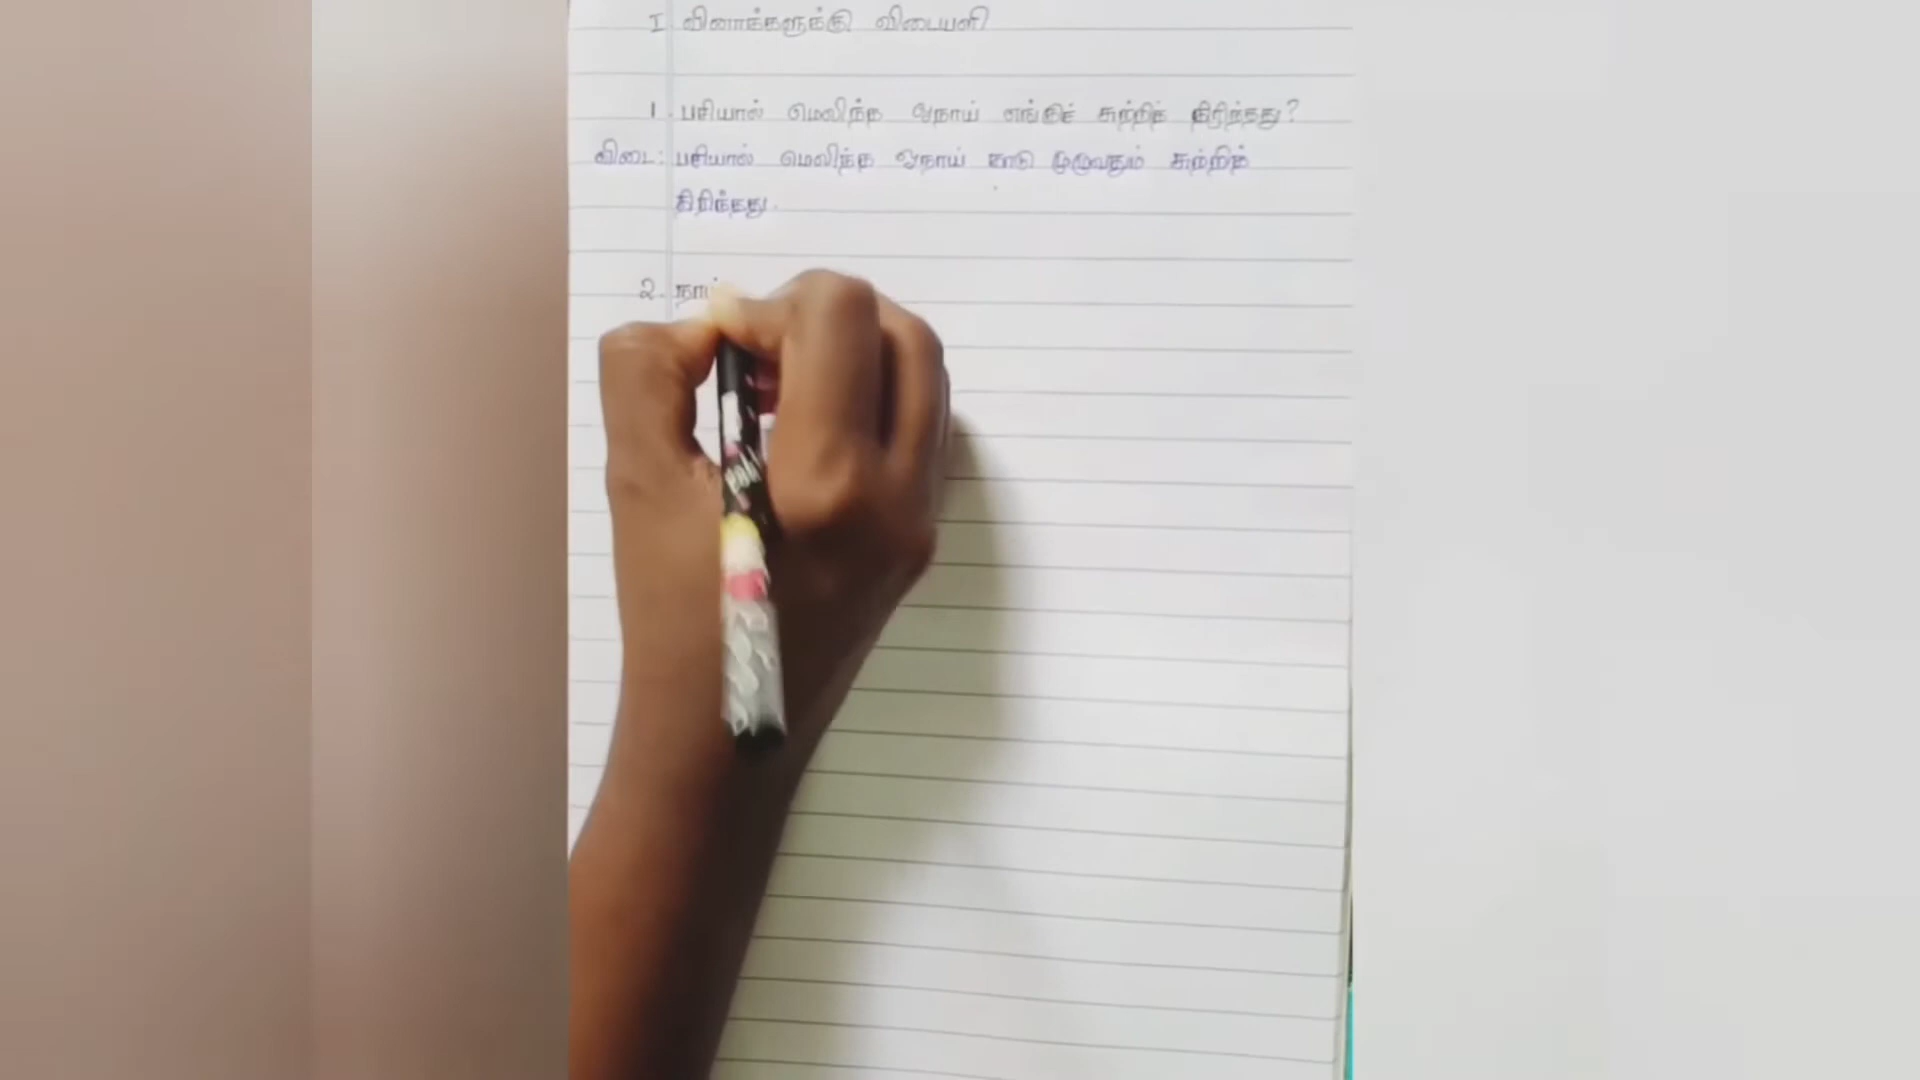 I. வினாக்களுக்கு விடையளி
1. பசியால் மெலிந்த ஓநாய் எங்குச் சுற்றித் திரிந்தது?
விடை: பசியால் மெலிந்த ஓநாய் காடு முழுவதும் சுற்றித்
திரிந்தது.
2. நாய்